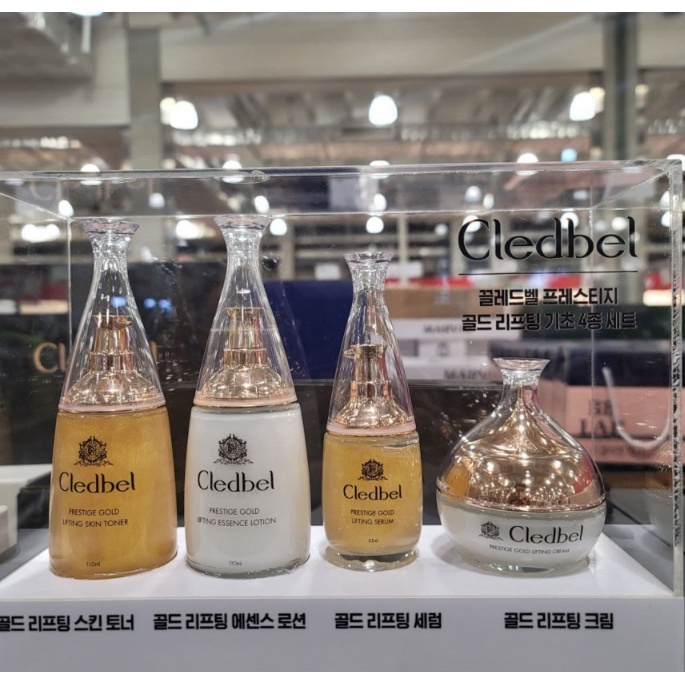 Cledbel
끌레드벨 프레스티지
골드 리프팅 기초 4종 세트
Cledbel
PRESTIGE GOLD
LIFTING SKIN TONER
110ml
Cledbel
PRESTIGE GOLD
LIFTING ESSENCE LOTION
110ml
Cledbel
PRESTIGE GOLD
LIFTING SERUM
Cledbel
PRESTIGE GOLD LIFTING CREAM
골드 리프팅 스킨 토너
골드 리프팅 에센스 로션
골드 리프팅 세럼
골드 리프팅 크림